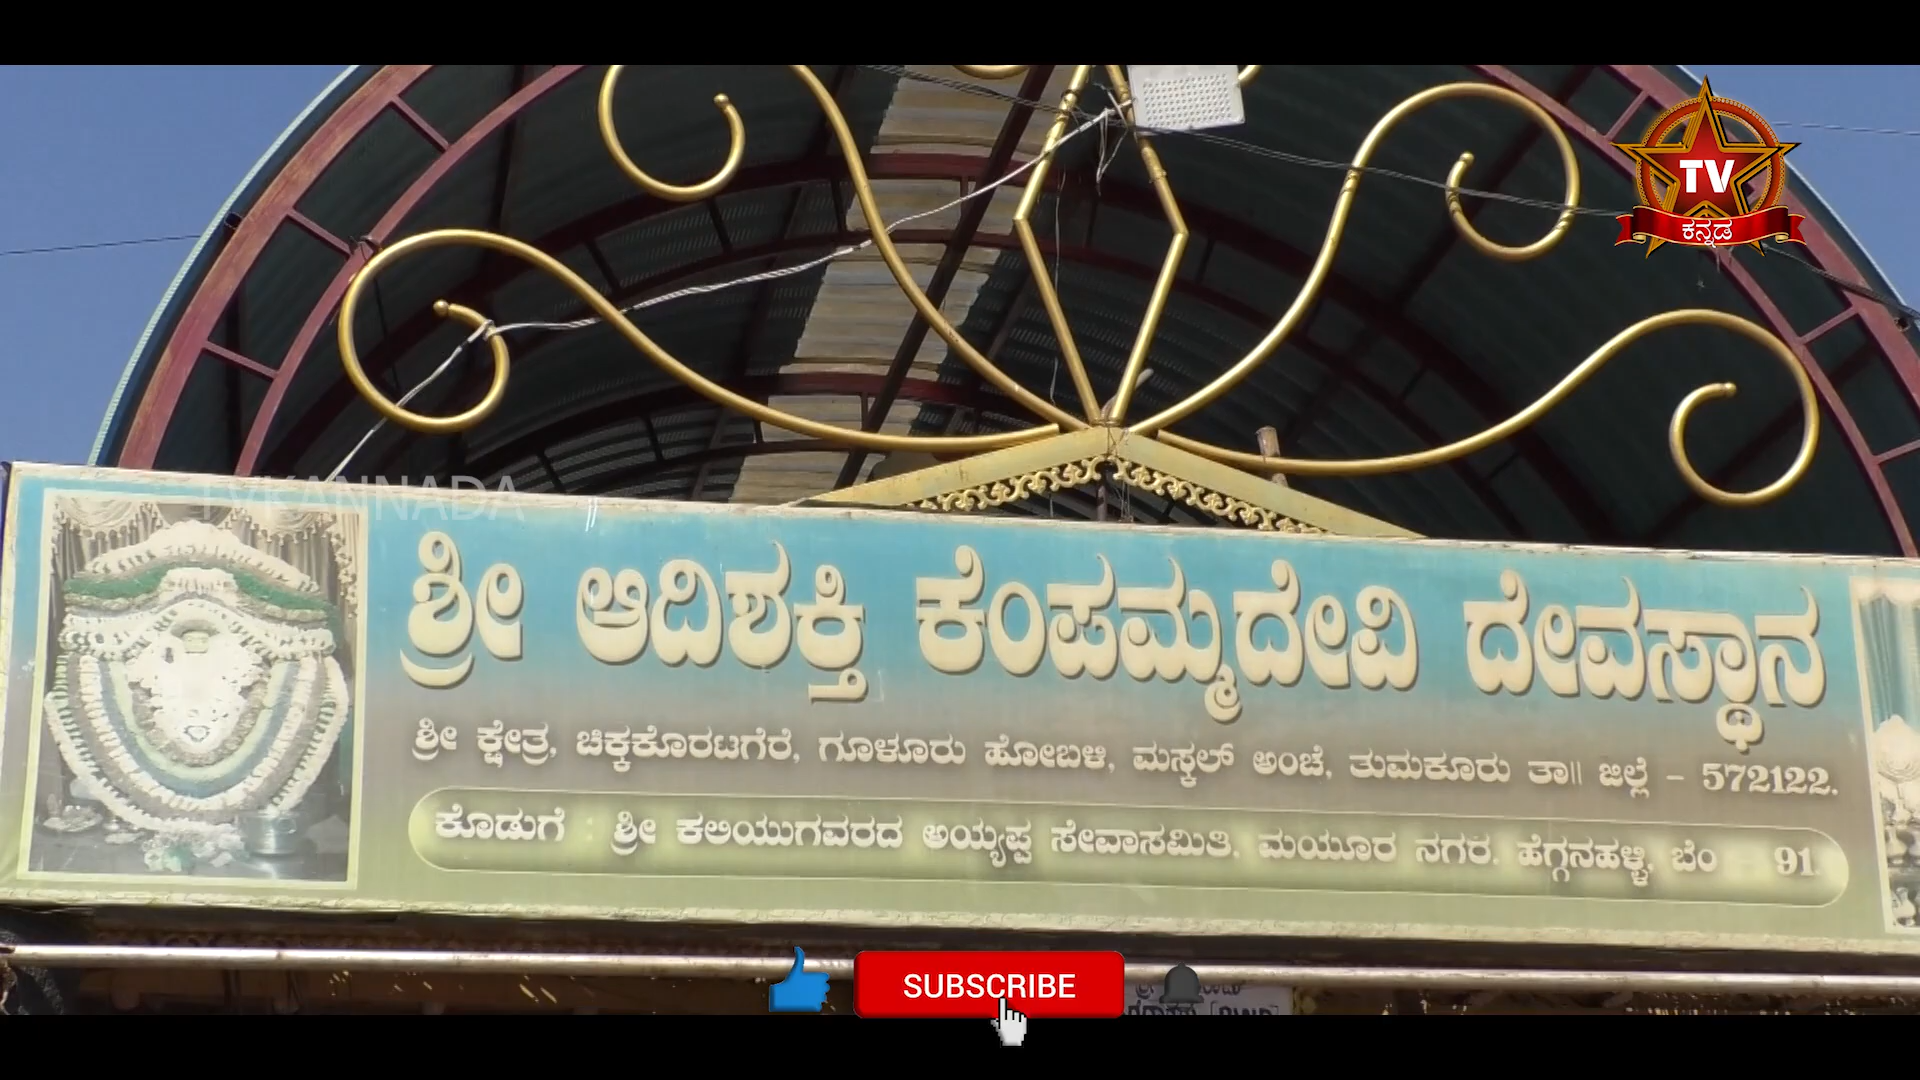 TV
ಕನ್ನಡ
TVKANNADA
ಶ್ರೀ ಆದಿಶಕ್ತಿ ಕೆಂಪಮ್ಮದೇವಿ ದೇವಸ್ಥಾನ
ಶ್ರೀ ಕ್ಷೇತ್ರ, ಚಿಕ್ಕಕೊರಟಗೆರೆ, ಗೂಳೂರು ಹೋಬಳಿ, ಮಸ್ಕಲ್ ಅಂಚೆ, ತುಮಕೂರು ತಾ|| ಜಿಲ್ಲೆ - 572122.
ಕೊಡುಗೆ : ಶ್ರೀ ಕಲಿಯುಗವರದ ಅಯ್ಯಪ್ಪ ಸೇವಾಸಮಿತಿ, ಮಯೂರ ನಗರ. ಹೆಗ್ಗನಹಳ್ಳಿ, ಬೆಂ - 91.
SUBSCRIBE